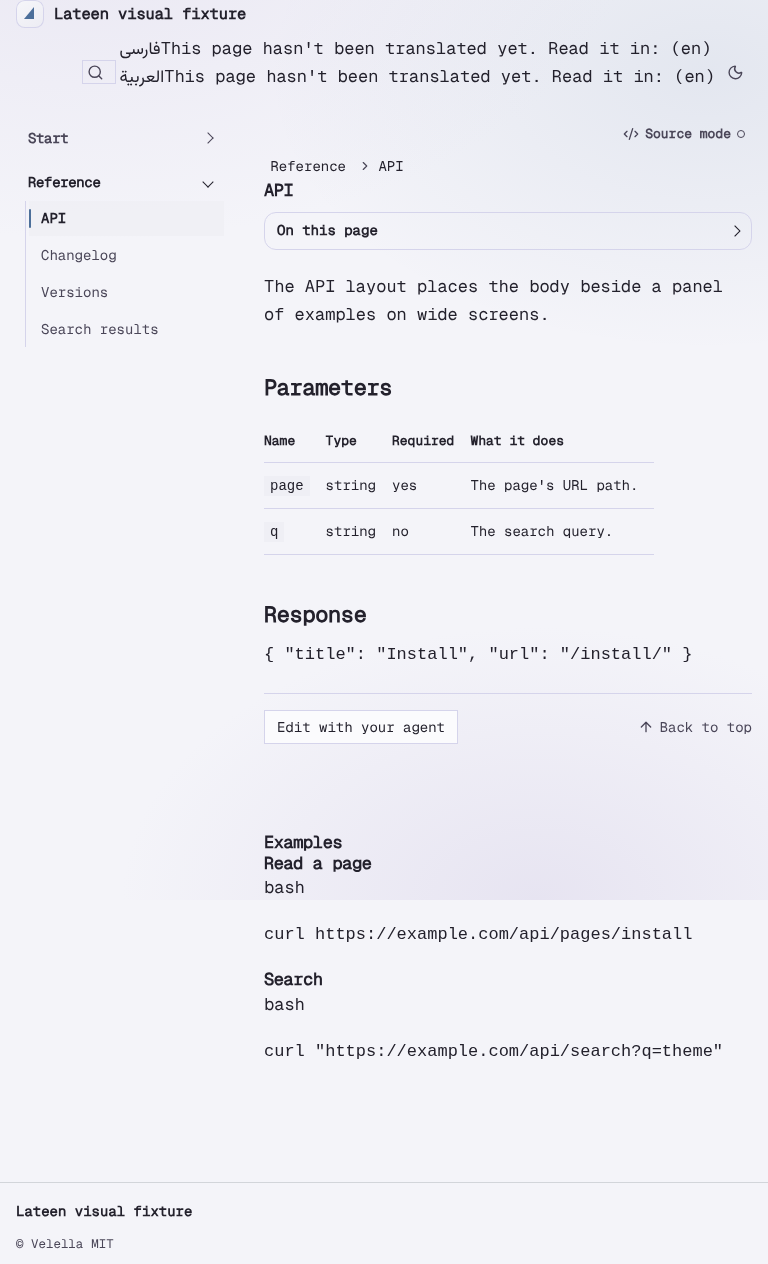 Lateen visual fixture
فارسیThis page hasn't been translated yet. Read it in: (en)
العربيةThis page hasn't been translated yet. Read it in: (en)
Source mode
Start
Reference
API
Changelog
Versions
Search results
Reference API
API
On this page
The API layout places the body beside a panel
of examples on wide screens.
Parameters
Name Type Required What it does
page string yes The page's URL path.
q string no The search query.
Response
{ "title": "Install", "url": "/install/" }
Edit with your agent
Back to top
Examples
Read a page
bash
curl https://example.com/api/pages/install
Search
bash
curl "https://example.com/api/search?q=theme"
Lateen visual fixture
© Velella MIT